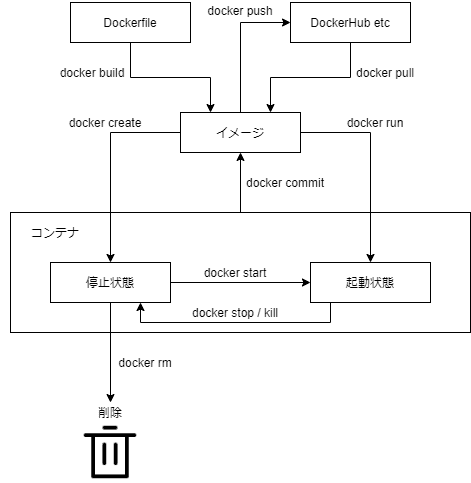 docker push
Dockerfile
DockerHub etc
docker build
docker pull
docker create
イメージ
docker run
docker commit
コンテナ
停止状態
docker start
起動状態
docker stop / kill
docker rm
削除